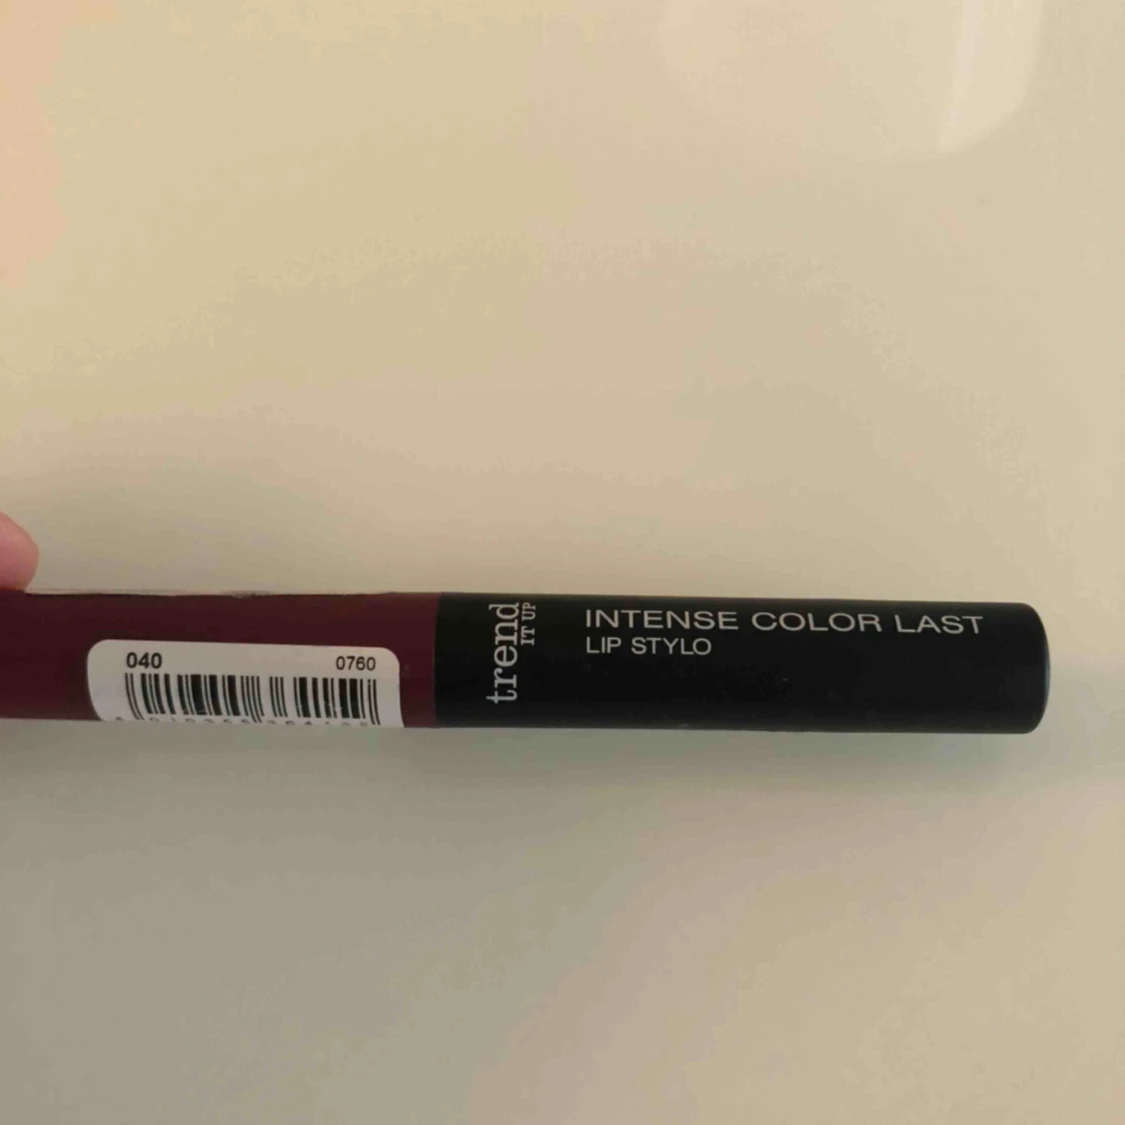 trend
IT UP
INTENSE COLOR LAST
LIP STYLO
040
0760